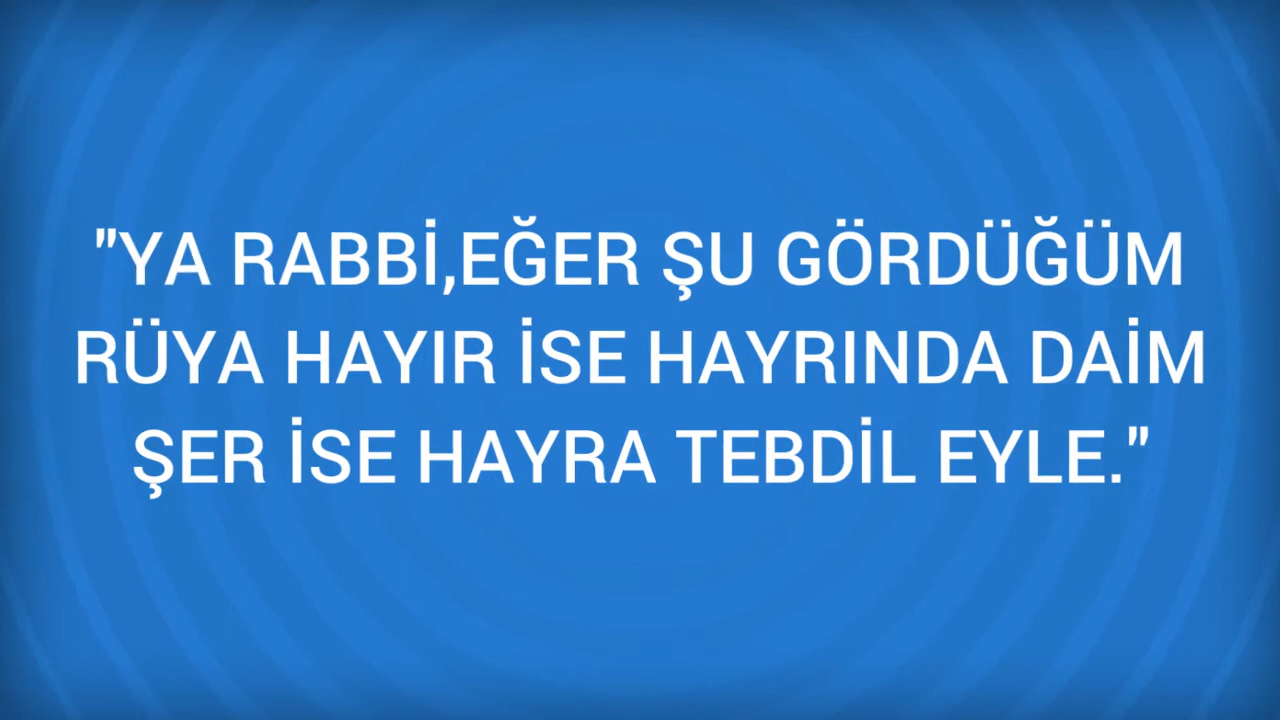 "YA RABBİ,EĞER ŞU GÖRDÜĞÜM
RÜYA HAYIR İSE HAYRINDA DAİM
ŞER İSE HAYRA TEBDİL EYLE."